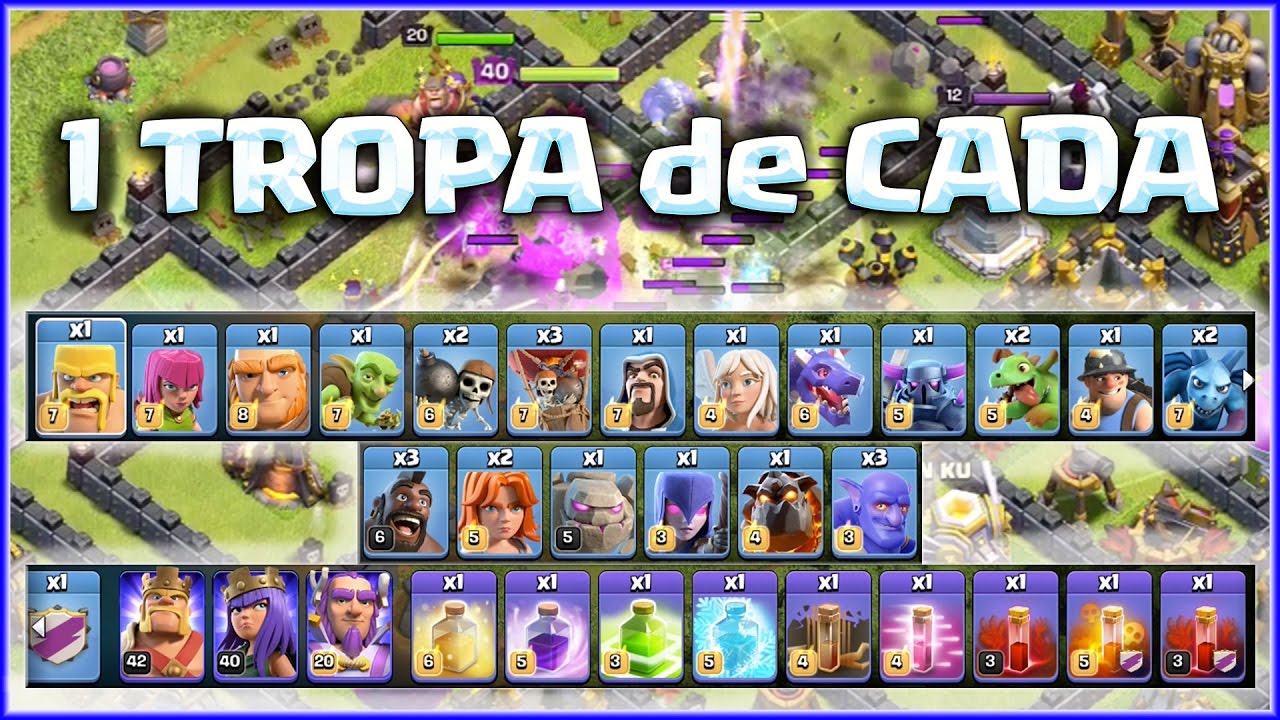 20
40
12
1 TROPA de CADA
x1 x1 x1 x1 x2 x3 x1 x1 x1 x1 x2 x1 x2
7 7 8 7 6 7 7 4 6 5 5 4 7
x3 x2 x1 x1 x1 x3
N KU
6 5 5 3 4 3
x1 x1 x1 x1 x1 x1 x1 x1 x1 x1
42 40 20 6 5 3 5 4 4 3 5 3